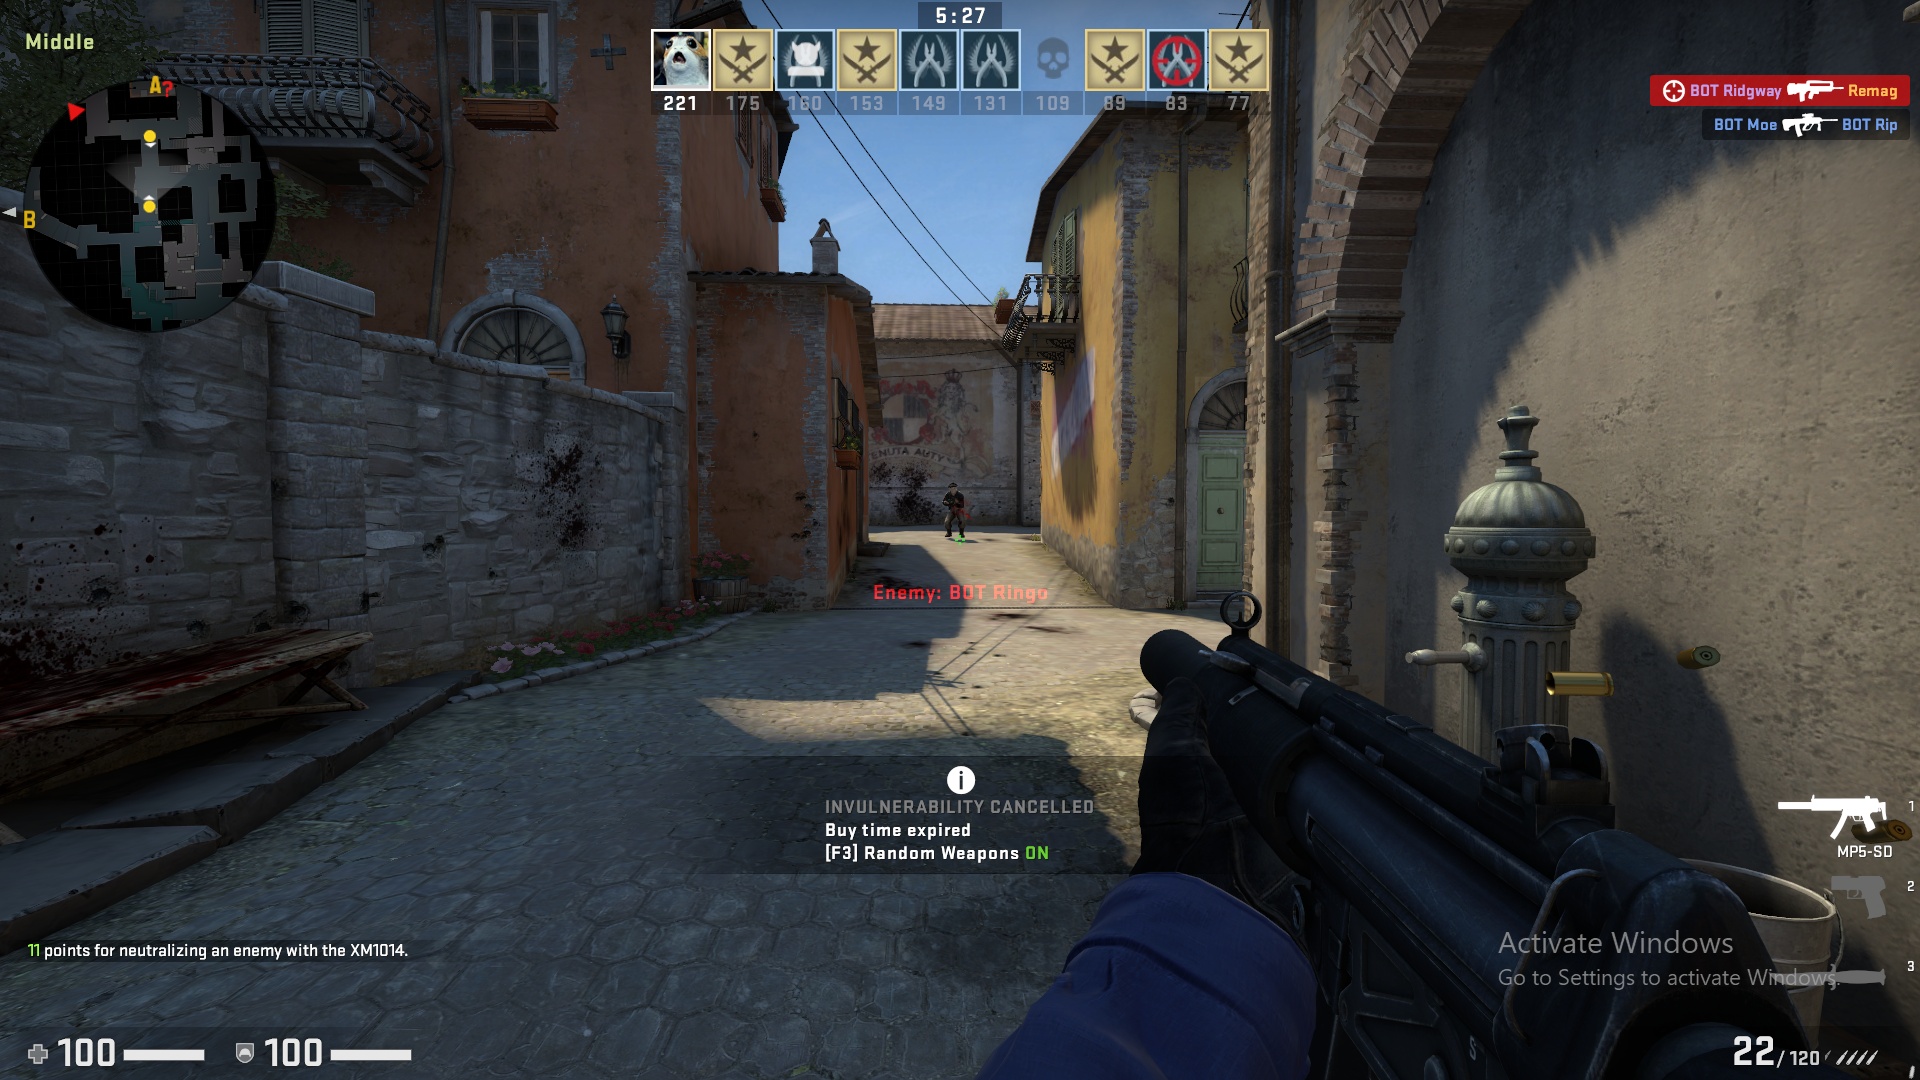 Middle
5:27
A?
B
221 175 160 153 149 131 109 89 83 77
BOT Ridgway Remag
BOT Moe BOT Rip
ENUTA AUTY
Enemy: BOT Ringo
INVULNERABILITY CANCELLED
Buy time expired
[F3] Random Weapons ON
1
MP5-SD
2
3
11 points for neutralizing an enemy with the XM1014.
Activate Windows
Go to Settings to activate Windows.
100 100
22/120